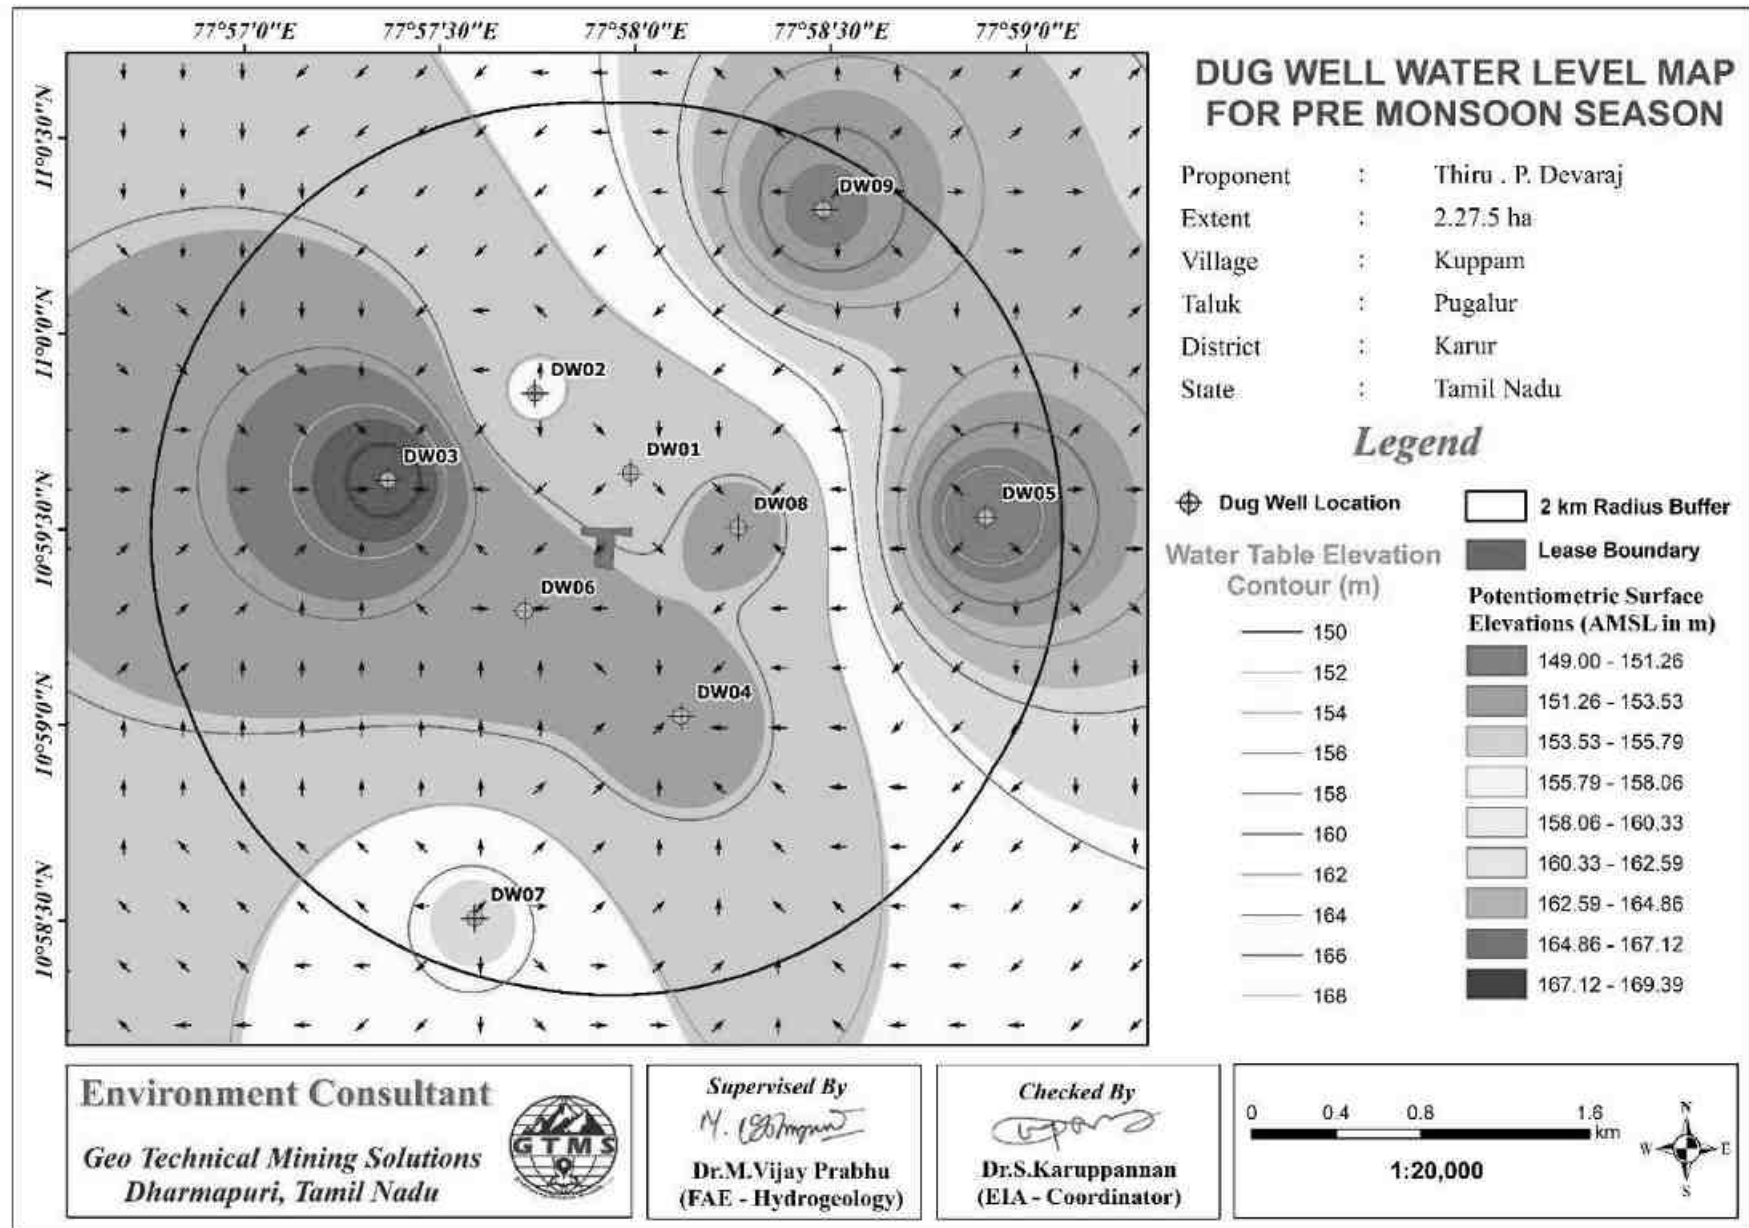 77°57'0"E 77°57'30"E 77°58'0"E 77°58'30"E 77°59'0"E
11°0'30"N
11°0'0"N
10°59'30"N
10°59'0"N
10°58'30"N
DW09
DW02
DW03
DW01
DW08
DW05
DW06
DW04
DW07
DUG WELL WATER LEVEL MAP
FOR PRE MONSOON SEASON
Proponent : Thiru . P. Devaraj
Extent : 2.27.5 ha
Village : Kuppam
Taluk : Pugalur
District : Karur
State : Tamil Nadu
Legend
Dug Well Location
Water Table Elevation
Contour (m)
150
152
154
156
158
160
162
164
166
168
2 km Radius Buffer
Lease Boundary
Potentiometric Surface
Elevations (AMSL in m)
149.00 - 151.26
151.26 - 153.53
153.53 - 155.79
155.79 - 158.06
158.06 - 160.33
160.33 - 162.59
162.59 - 164.86
164.86 - 167.12
167.12 - 169.39
Environment Consultant
Geo Technical Mining Solutions
Dharmapuri, Tamil Nadu
GTMS
Supervised By
Dr.M.Vijay Prabhu
(FAE - Hydrogeology)
Checked By
Dr.S.Karuppannan
(EIA - Coordinator)
0 0.4 0.8 1.6
km
1:20,000
N
W E
S